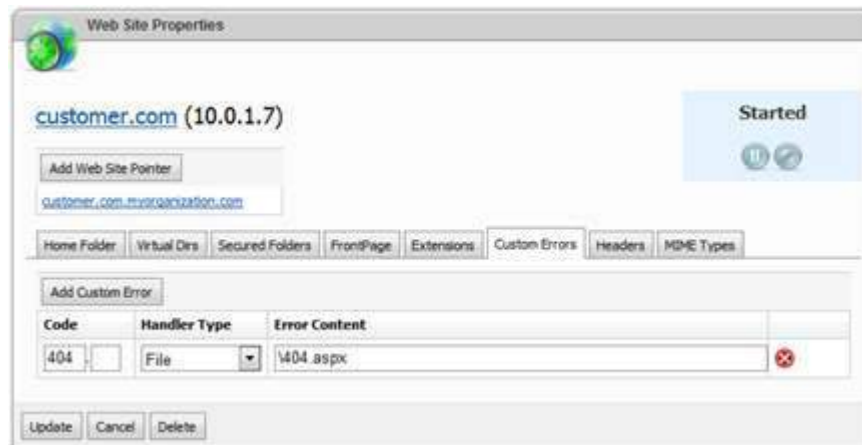 Web Site Properties
customer.com (10.0.1.7)
Started
Add Web Site Pointer
customer.com.myorganization.com
Home Folder Virtual Dirs Secured Folders FrontPage Extensions Custom Errors Headers MIME Types
Add Custom Error
Code Handler Type Error Content
404 . File \404.aspx
Update Cancel Delete